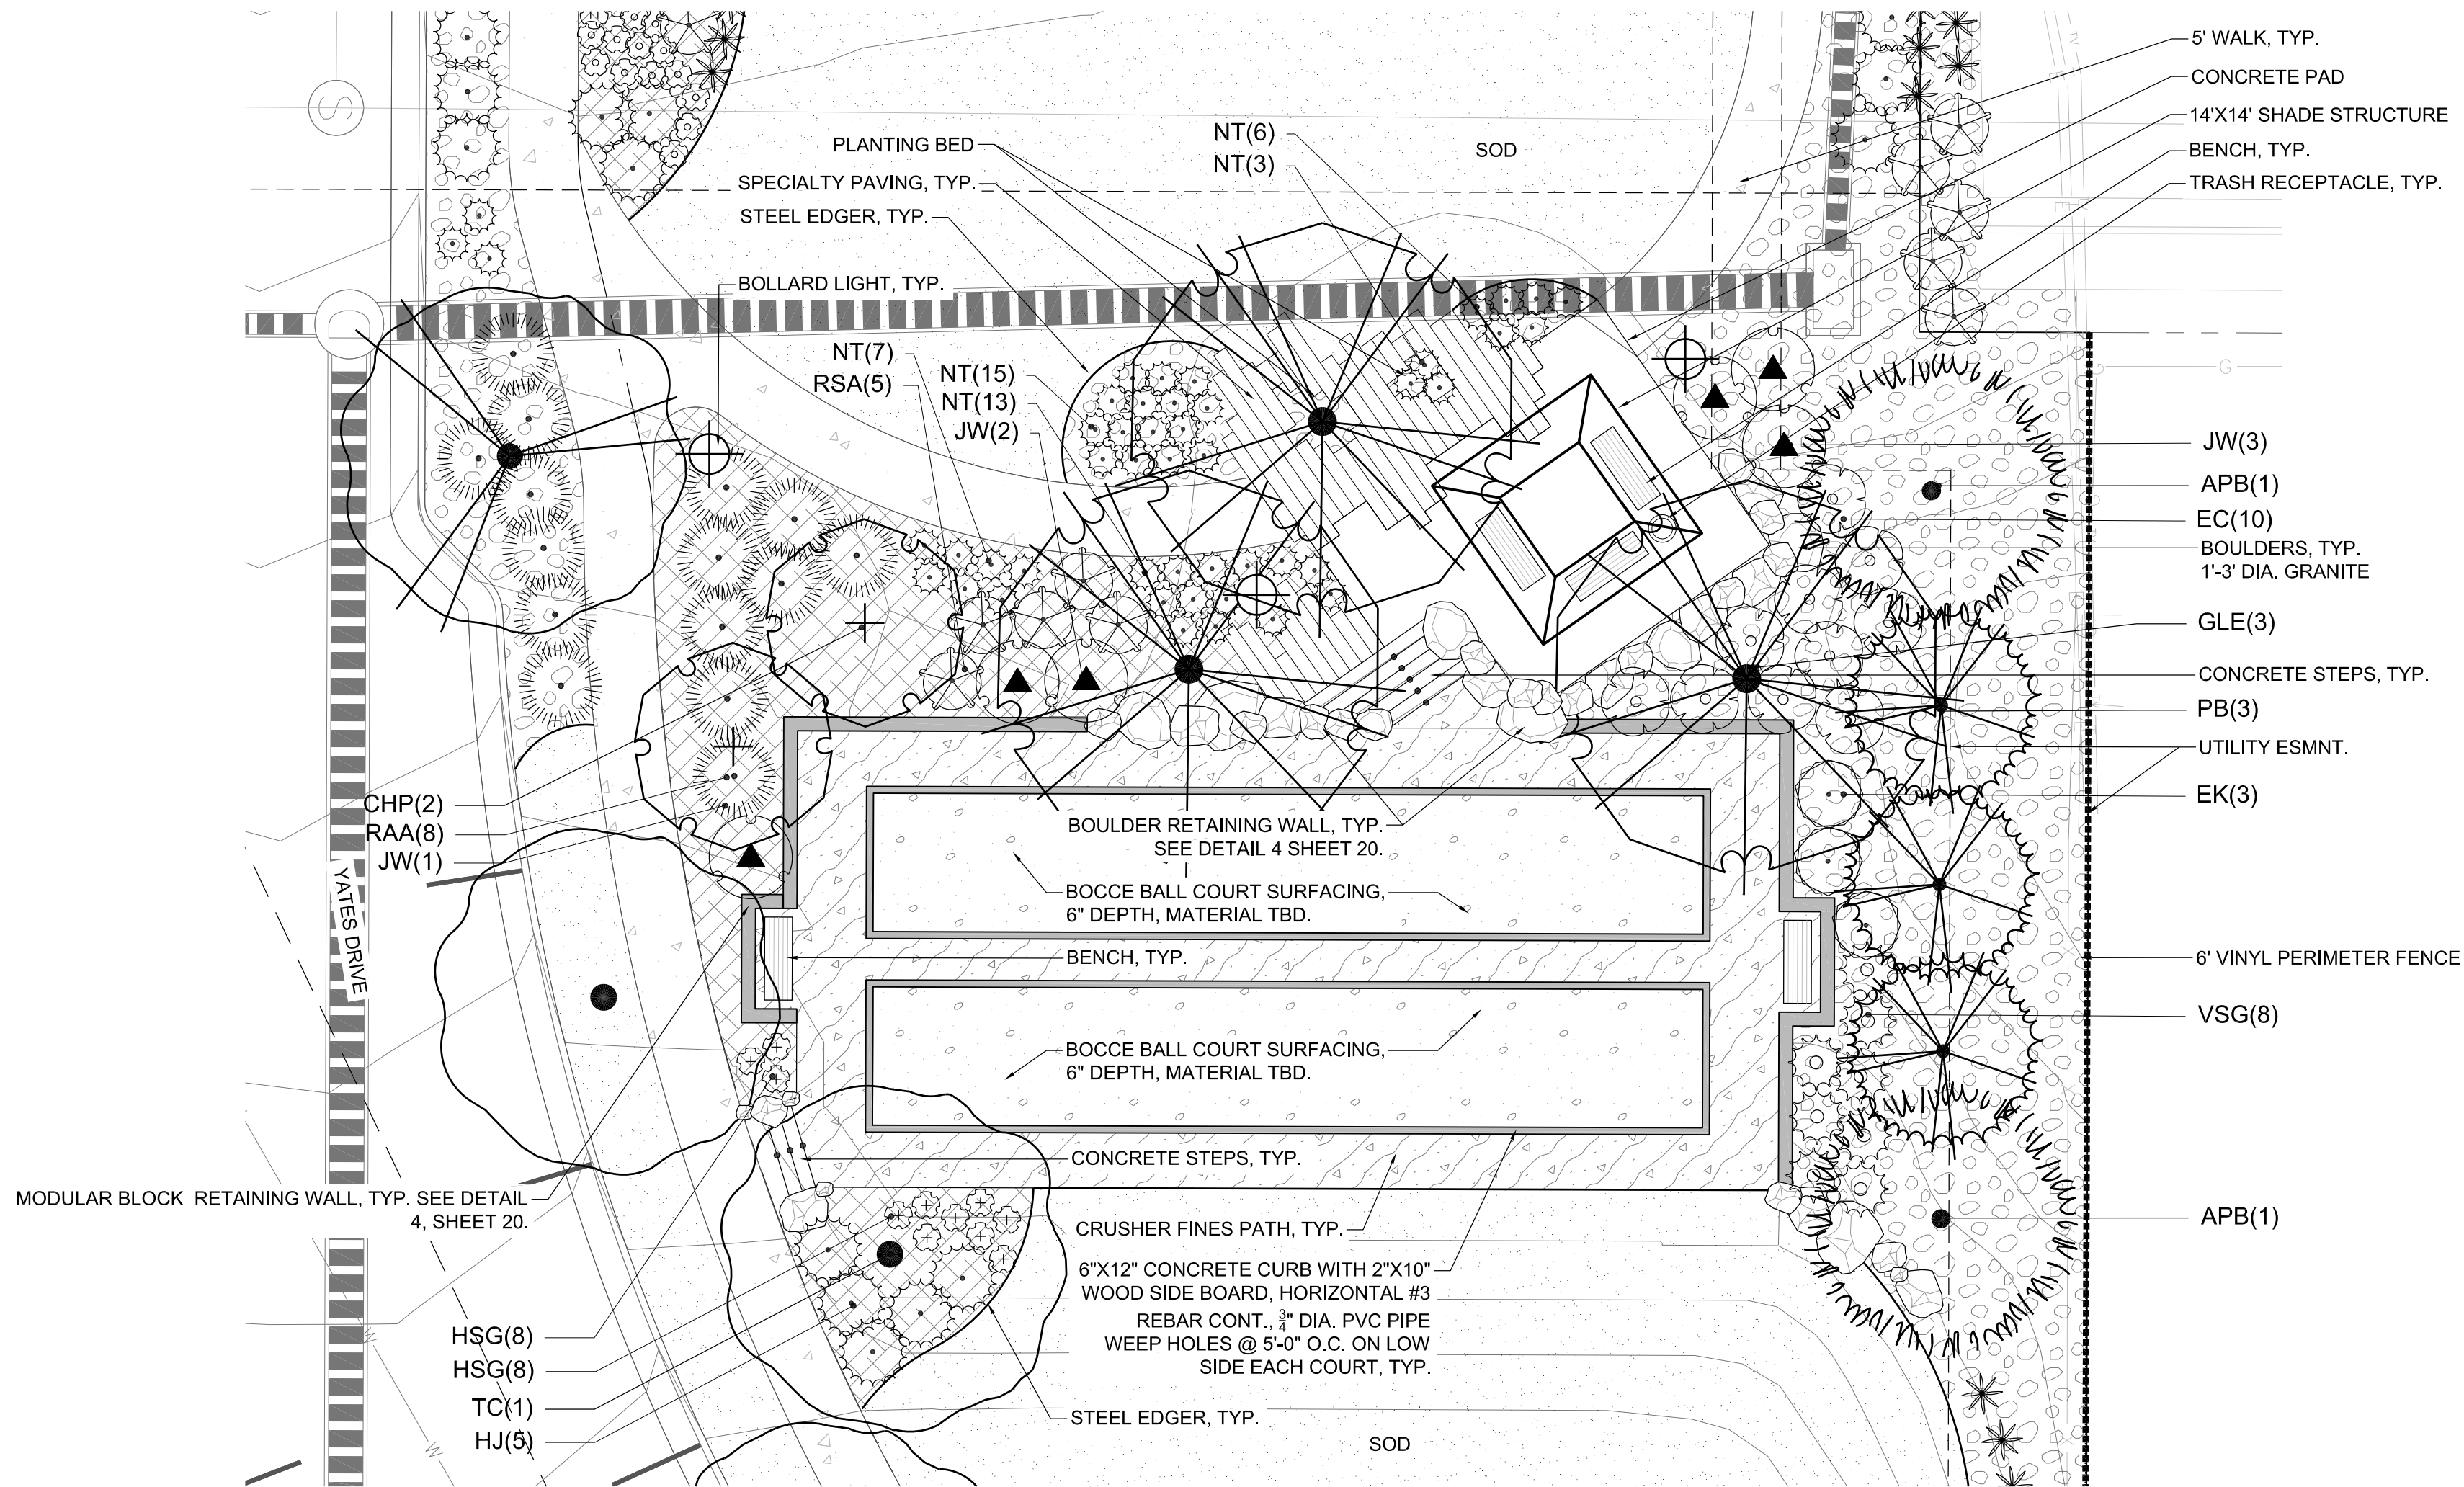 5' WALK, TYP.
CONCRETE PAD
14'X14' SHADE STRUCTURE
BENCH, TYP.
TRASH RECEPTACLE, TYP.
S
PLANTING BED
SPECIALTY PAVING, TYP.
STEEL EDGER, TYP.
BOLLARD LIGHT, TYP.
NT(6)
NT(3)
SOD
D
NT(7)
RSA(5)
NT(15)
NT(13)
JW(2)
G
JW(3)
APB(1)
EC(10)
BOULDERS, TYP.
1'-3' DIA. GRANITE
GLE(3)
CONCRETE STEPS, TYP.
PB(3)
UTILITY ESMNT.
EK(3)
6' VINYL PERIMETER FENCE
VSG(8)
APB(1)
CHP(2)
RAA(8)
JW(1)
YATES DRIVE
BOULDER RETAINING WALL, TYP.
SEE DETAIL 4 SHEET 20.
BOCCE BALL COURT SURFACING,
6" DEPTH, MATERIAL TBD.
BENCH, TYP.
BOCCE BALL COURT SURFACING,
6" DEPTH, MATERIAL TBD.
CONCRETE STEPS, TYP.
MODULAR BLOCK RETAINING WALL, TYP. SEE DETAIL
4, SHEET 20.
CRUSHER FINES PATH, TYP.
6"X12" CONCRETE CURB WITH 2"X10"
WOOD SIDE BOARD, HORIZONTAL #3
REBAR CONT., 3/4" DIA. PVC PIPE
WEEP HOLES @ 5'-0" O.C. ON LOW
SIDE EACH COURT, TYP.
HSG(8)
HSG(8)
TC(1)
HJ(5)
STEEL EDGER, TYP.
SOD
W
W